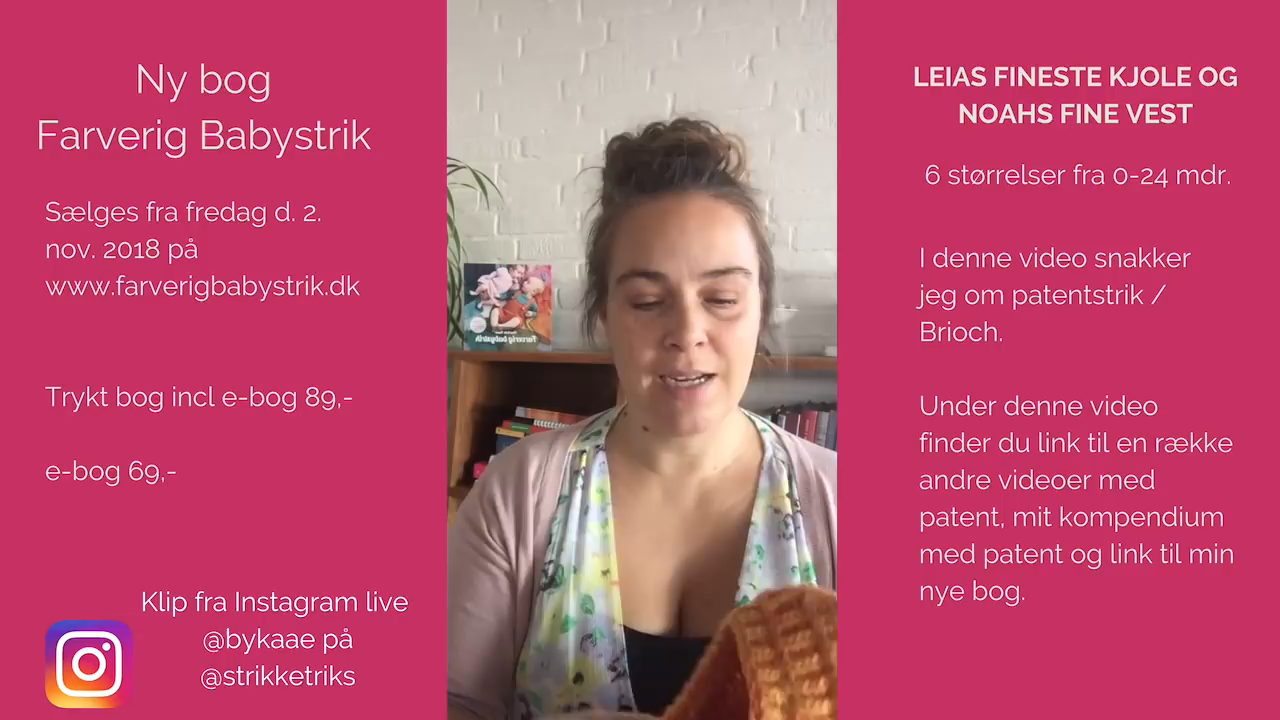 Ny bog
Farverig Babystrik
Sælges fra fredag d. 2.
nov. 2018 på
www.farverigbabystrik.dk
Trykt bog incl e-bog 89,-
e-bog 69,-
Klip fra Instagram live
@bykaae på
@strikketriks
Farverig babystrik
LEIAS FINESTE KJOLE OG
NOAHS FINE VEST
6 størrelser fra 0-24 mdr.
I denne video snakker
jeg om patentstrik /
Brioch.
Under denne video
finder du link til en række
andre videoer med
patent, mit kompendium
med patent og link til min
nye bog.